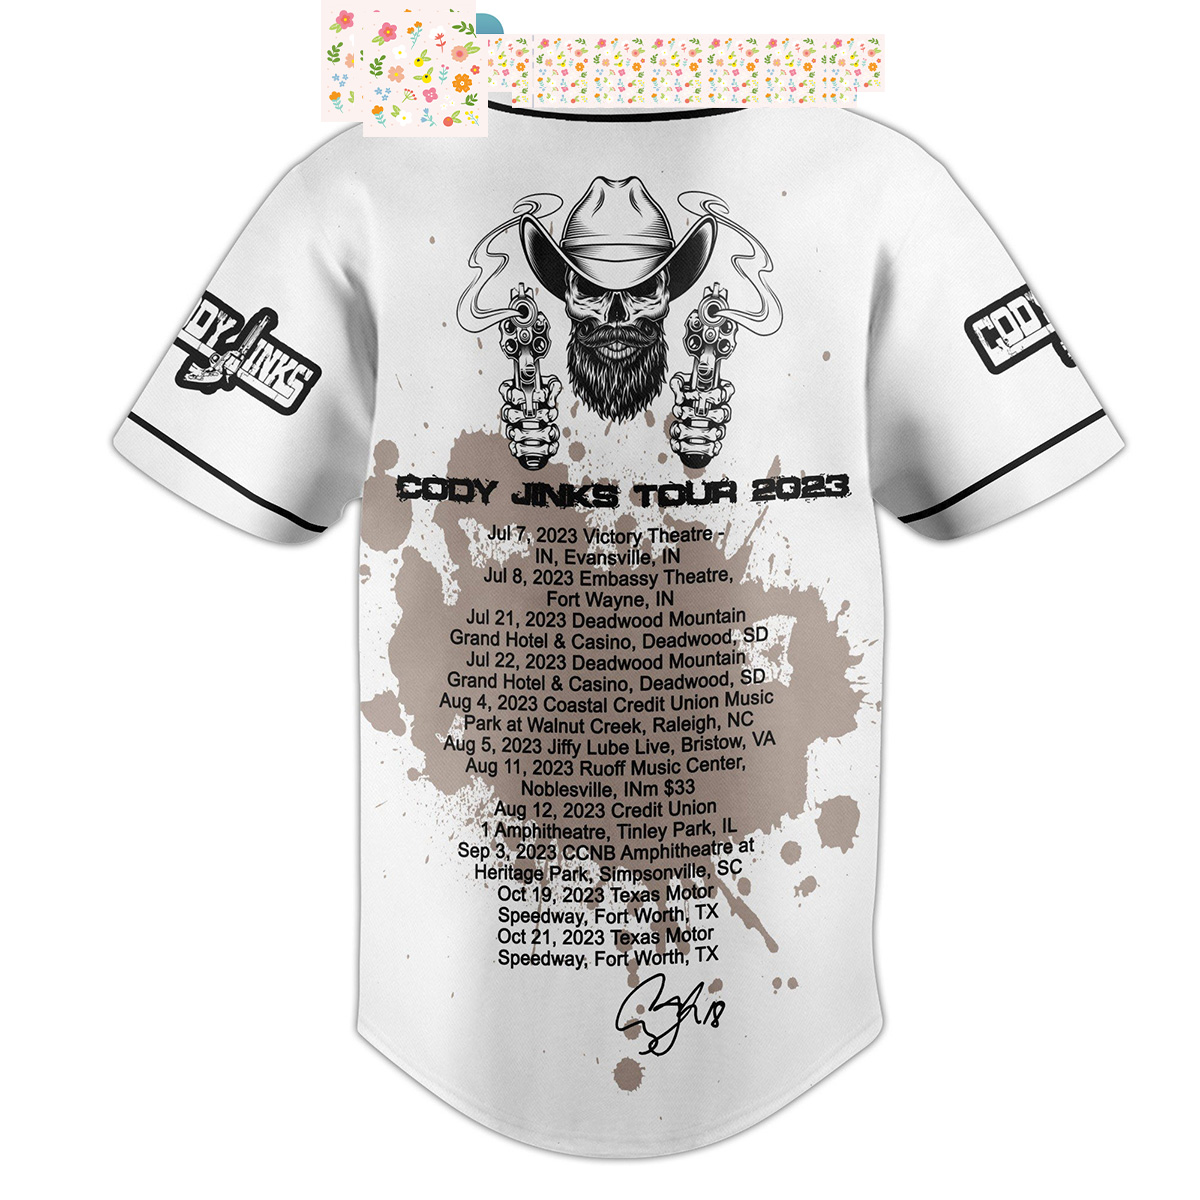 CODY JINKS
COD
CODY JINKS TOUR 2023
Jul 7, 2023 Victory Theatre -
IN, Evansville, IN
Jul 8, 2023 Embassy Theatre,
Fort Wayne, IN
Jul 21, 2023 Deadwood Mountain
Grand Hotel & Casino, Deadwood, SD
Jul 22, 2023 Deadwood Mountain
Grand Hotel & Casino, Deadwood, SD
Aug 4, 2023 Coastal Credit Union Music
Park at Walnut Creek, Raleigh, NC
Aug 5, 2023 Jiffy Lube Live, Bristow, VA
Aug 11, 2023 Ruoff Music Center,
Noblesville, INm $33
Aug 12, 2023 Credit Union
1 Amphitheatre, Tinley Park, IL
Sep 3, 2023 CCNB Amphitheatre at
Heritage Park, Simpsonville, SC
Oct 19, 2023 Texas Motor
Speedway, Fort Worth, TX
Oct 21, 2023 Texas Motor
Speedway, Fort Worth, TX